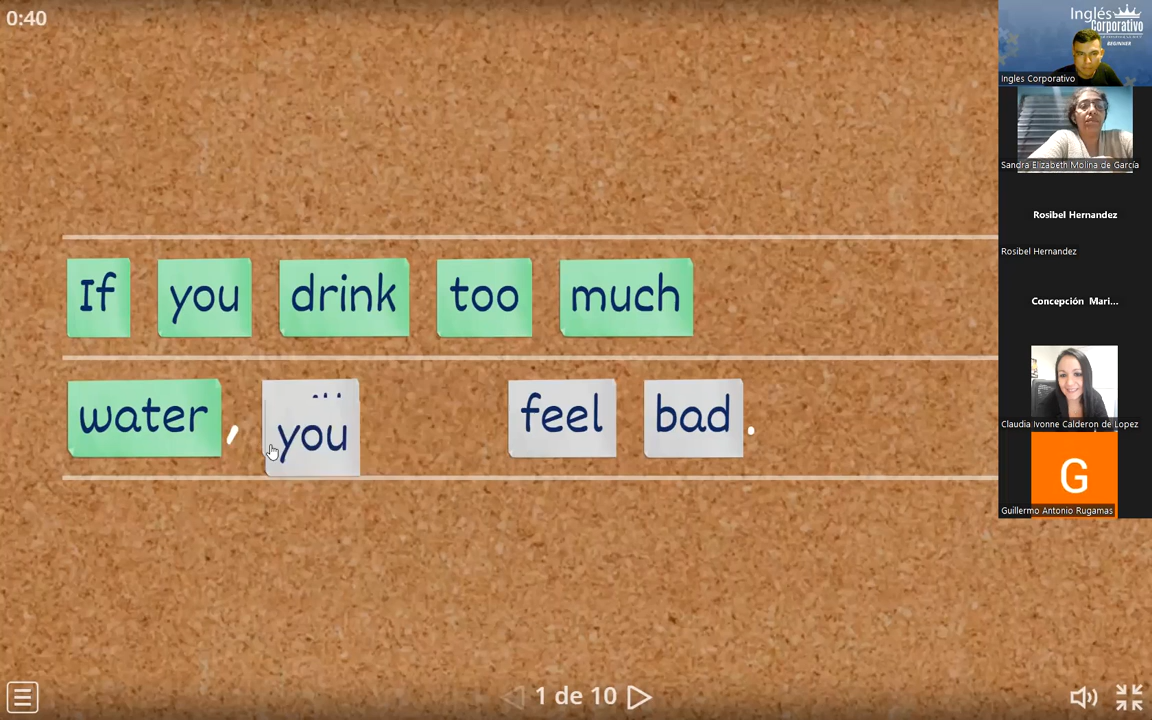 0:40
If you drink too much
water, ... you feel bad.
1 de 10
Inglés
Corporativo
BEGINNER
Ingles Corporativo
Sandra Elizabeth Molina de García
Rosibel Hernandez
Rosibel Hernandez
Concepción Mari...
Claudia Ivonne Calderon de Lopez
G
Guillermo Antonio Rugamas